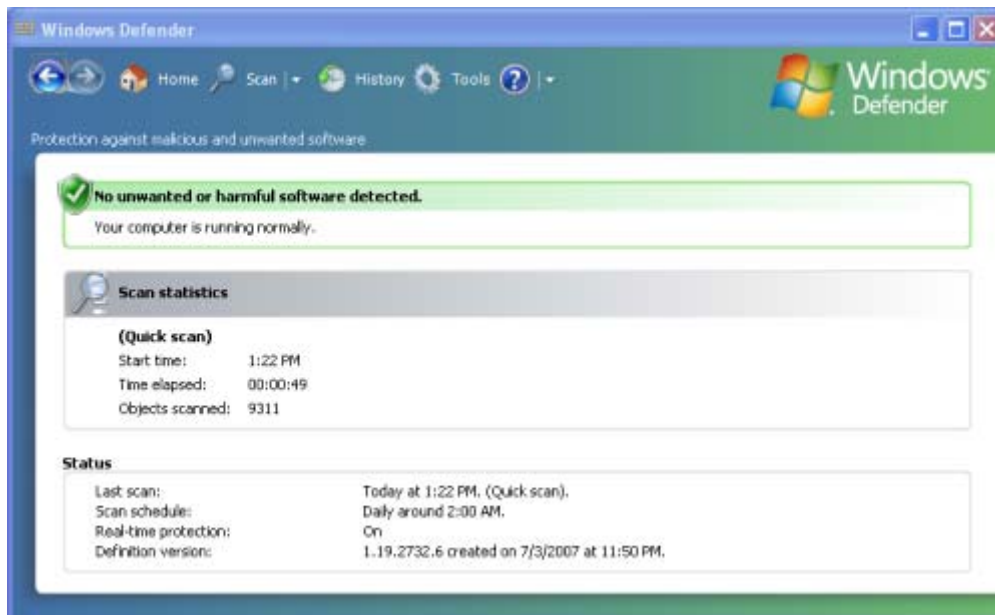 Windows Defender
Home Scan History Tools
Windows
Defender
Protection against malicious and unwanted software
No unwanted or harmful software detected.
Your computer is running normally.
Scan statistics
(Quick scan)
Start time: 1:22 PM
Time elapsed: 00:00:49
Objects scanned: 9311
Status
Last scan: Today at 1:22 PM. (Quick scan).
Scan schedule: Daily around 2:00 AM.
Real-time protection: On
Definition version: 1.19.2732.6 created on 7/3/2007 at 11:50 PM.